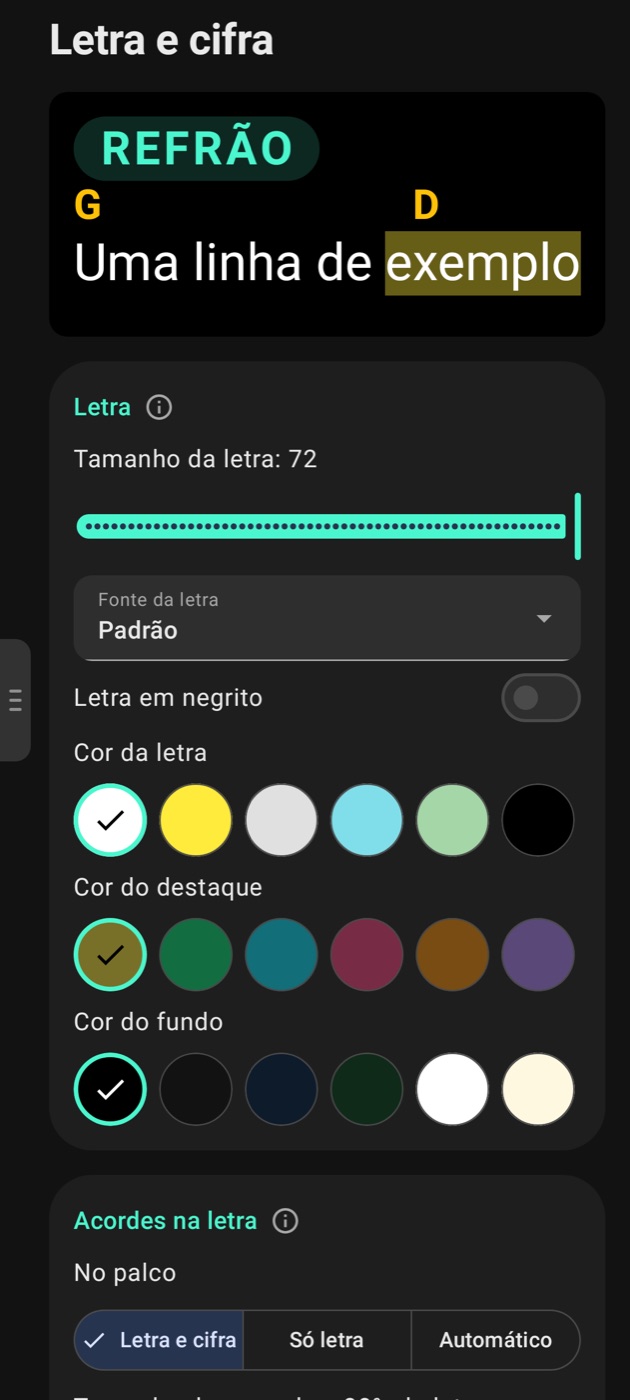 Letra e cifra
REFRÃO
G D
Uma linha de exemplo
Letra
Tamanho da letra: 72
Fonte da letra
Padrão
Letra em negrito
Cor da letra
Cor do destaque
Cor do fundo
Acordes na letra
No palco
Letra e cifra Só letra Automático